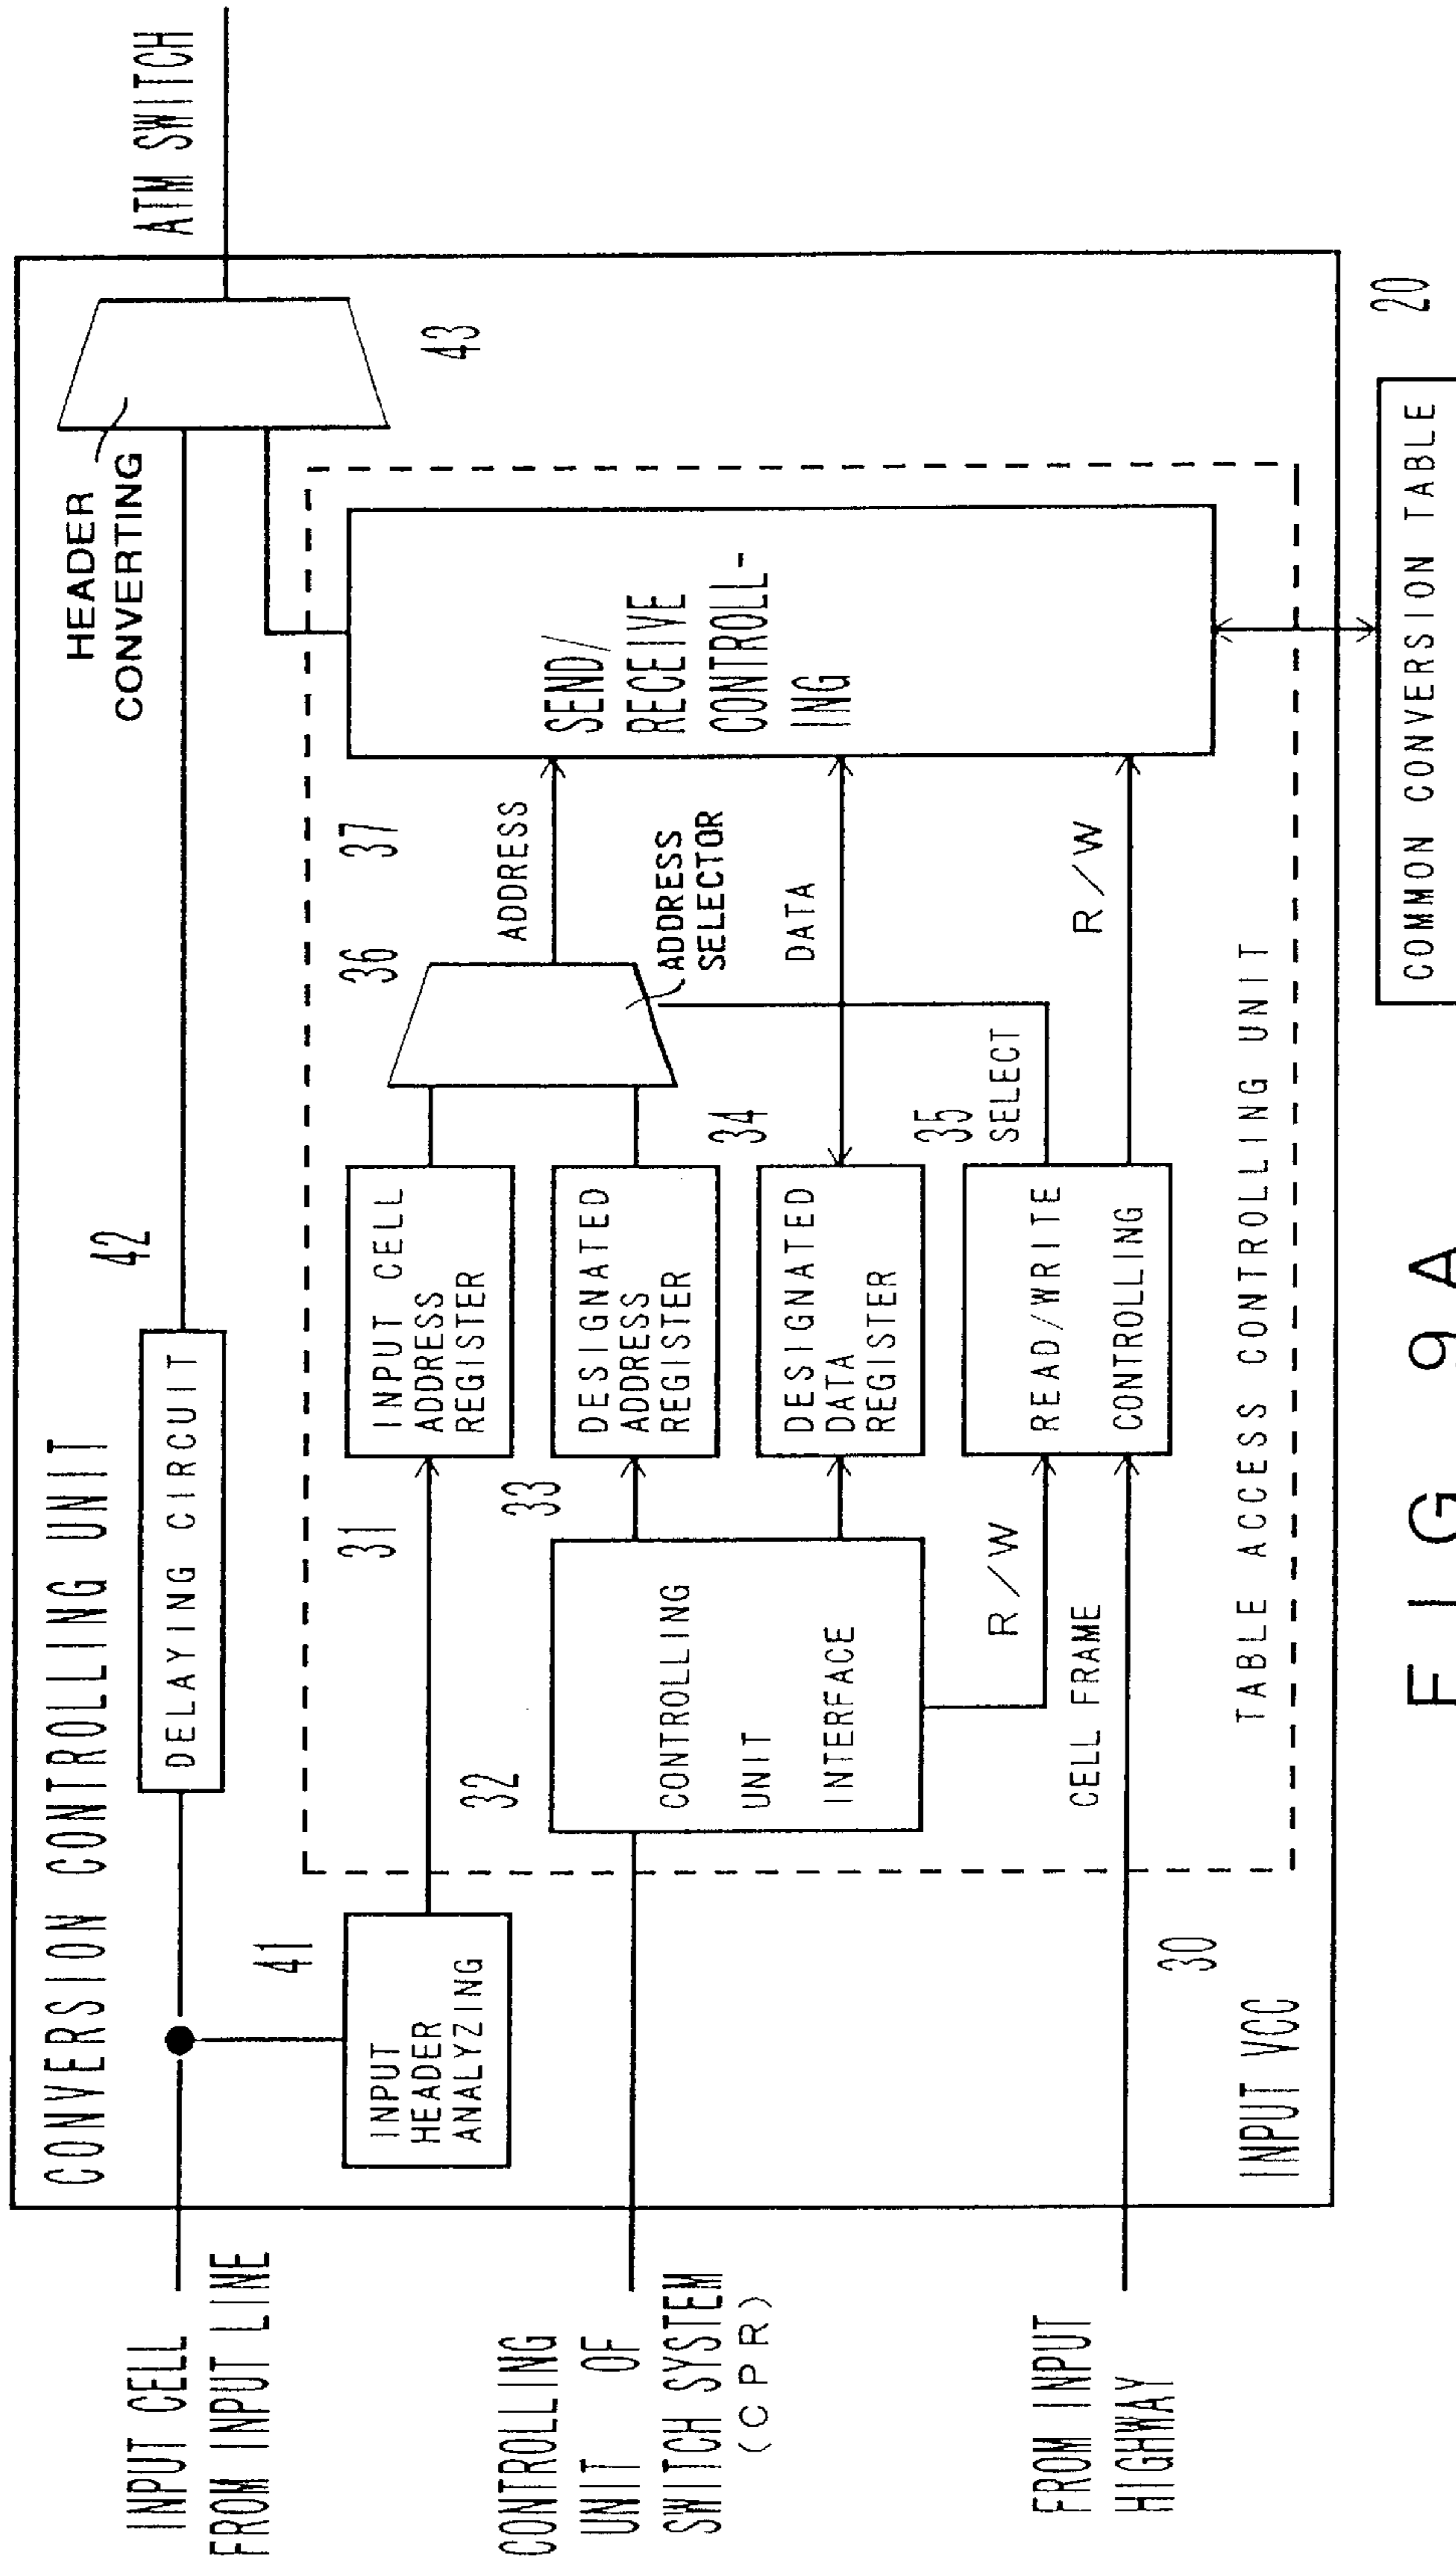 CONVERSION CONTROLLING UNIT
INPUT CELL
FROM INPUT LINE
42
DELAYING CIRCUIT
HEADER
CONVERTING
43
ATM SWITCH
41
INPUT
HEADER
ANALYZING
31
INPUT CELL
ADDRESS
REGISTER
36
37
ADDRESS
ADDRESS
SELECTOR
SEND/
RECEIVE
CONTROLL-
ING
CONTROLLING
UNIT OF
SWITCH SYSTEM
(CPR)
32
CONTROLLING
UNIT
INTERFACE
33
DESIGNATED
ADDRESS
REGISTER
34
DESIGNATED
DATA
REGISTER
DATA
35
SELECT
R/W
READ/WRITE
CONTROLLING
R/W
FROM INPUT
HIGHWAY
CELL FRAME
30
TABLE ACCESS CONTROLLING UNIT
INPUT VCC
20
COMMON CONVERSION TABLE
FIG 9A